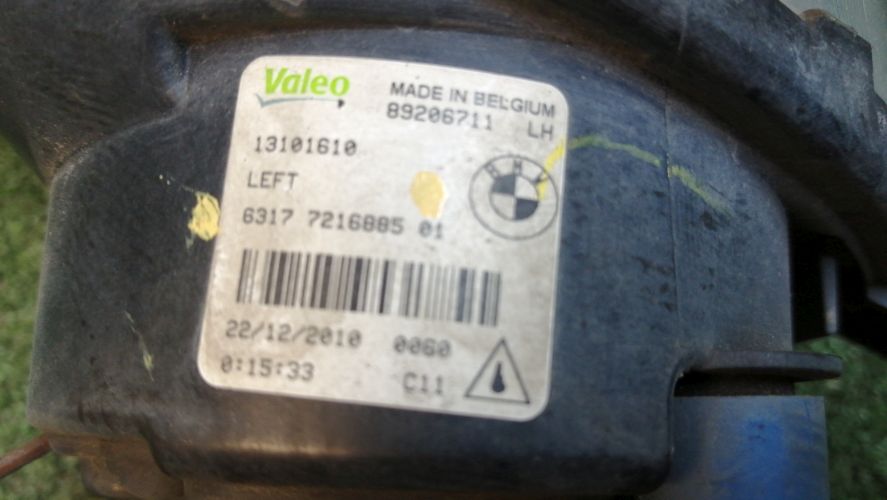 Valeo
MADE IN BELGIUM
89206711 LH
13101610
LEFT
BMW
6317 7216885 01
22/12/2010 0060
0:15:33 C11